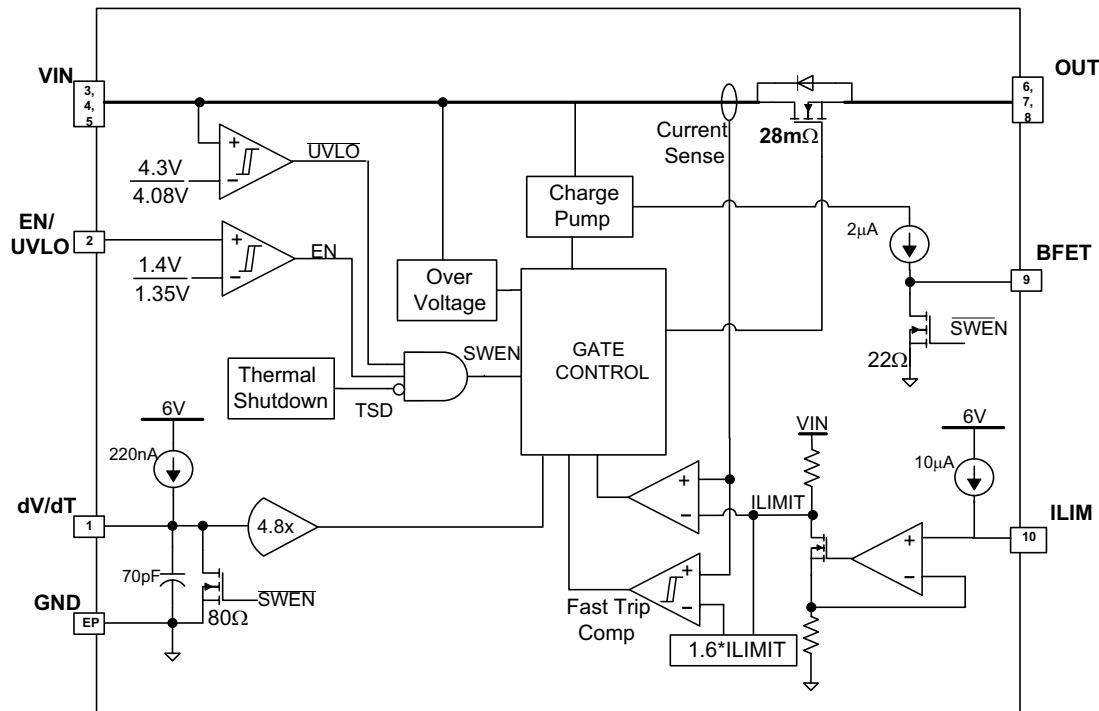 VIN
3,
4,
5
OUT
6,
7,
8
Current
Sense
28mΩ
UVLO
4.3V
4.08V
Charge
Pump
EN/
UVLO
2
2μA
BFET
9
EN
1.4V
1.35V
Over
Voltage
SWEN
22Ω
SWEN
GATE
CONTROL
Thermal
Shutdown
TSD
6V
220nA
VIN
6V
10μA
dV/dT
1
4.8x
+
−
ILIMIT
ILIM
10
70pF
GND
EP
80Ω
SWEN
Fast Trip
Comp
1.6*ILIMIT